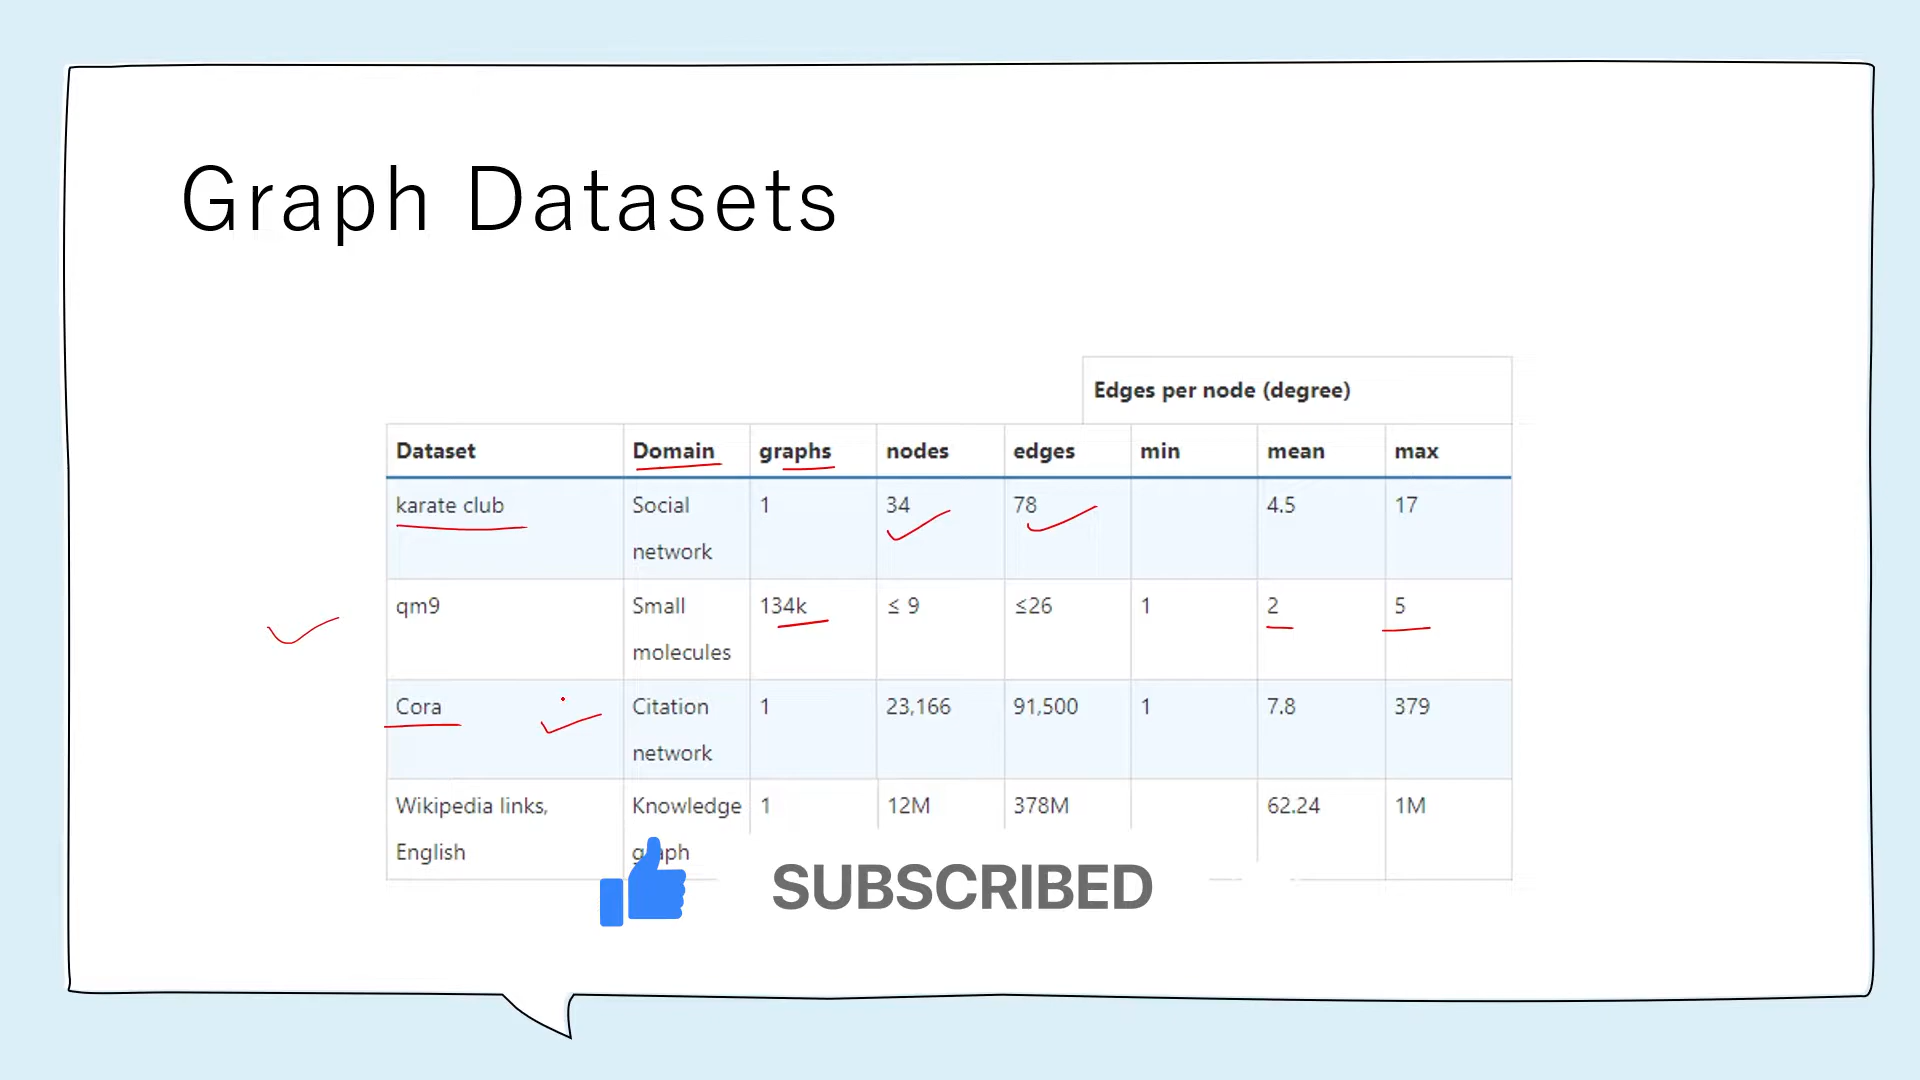 Graph Datasets
Edges per node (degree)
Dataset Domain graphs nodes edges min mean max
karate club Social network 1 34 78 4.5 17
qm9 Small molecules 134k ≤ 9 ≤26 1 2 5
Cora Citation network 1 23,166 91,500 1 7.8 379
Wikipedia links, English Knowledge graph 1 12M 378M 62.24 1M
SUBSCRIBED